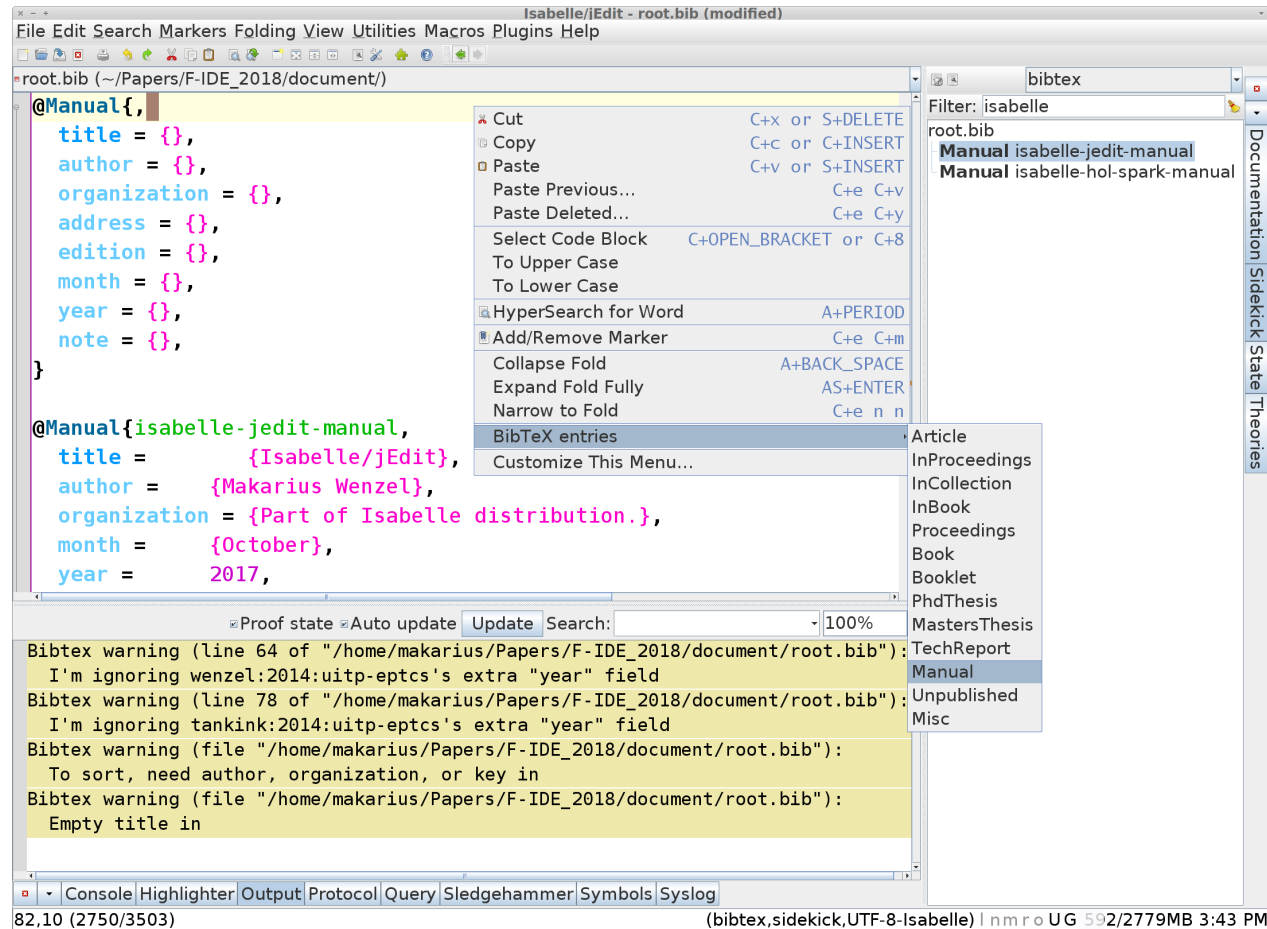 Isabelle/jEdit - root.bib (modified)
File Edit Search Markers Folding View Utilities Macros Plugins Help
root.bib (~/Papers/F-IDE_2018/document/)
@Manual{,
title = {},
author = {},
organization = {},
address = {},
edition = {},
month = {},
year = {},
note = {},
}
@Manual{isabelle-jedit-manual,
title = {Isabelle/jEdit},
author = {Makarius Wenzel},
organization = {Part of Isabelle distribution.},
month = {October},
year = 2017,
Cut C+x or S+DELETE
Copy C+c or C+INSERT
Paste C+v or S+INSERT
Paste Previous... C+e C+v
Paste Deleted... C+e C+y
Select Code Block C+OPEN_BRACKET or C+8
To Upper Case
To Lower Case
HyperSearch for Word A+PERIOD
Add/Remove Marker C+e C+m
Collapse Fold A+BACK_SPACE
Expand Fold Fully AS+ENTER
Narrow to Fold C+e n n
BibTeX entries
Customize This Menu...
Article
InProceedings
InCollection
InBook
Proceedings
Book
Booklet
PhdThesis
MastersThesis
TechReport
Manual
Unpublished
Misc
bibtex
Filter: isabelle
root.bib
Manual isabelle-jedit-manual
Manual isabelle-hol-spark-manual
Documentation
Sidekick
State
Theories
Proof state Auto update Update Search: 100%
Bibtex warning (line 64 of "/home/makarius/Papers/F-IDE_2018/document/root.bib"):
I'm ignoring wenzel:2014:uitp-eptcs's extra "year" field
Bibtex warning (line 78 of "/home/makarius/Papers/F-IDE_2018/document/root.bib"):
I'm ignoring tankink:2014:uitp-eptcs's extra "year" field
Bibtex warning (file "/home/makarius/Papers/F-IDE_2018/document/root.bib"):
To sort, need author, organization, or key in
Bibtex warning (file "/home/makarius/Papers/F-IDE_2018/document/root.bib"):
Empty title in
Console Highlighter Output Protocol Query Sledgehammer Symbols Syslog
82,10 (2750/3503) (bibtex,sidekick,UTF-8-Isabelle) l n m r o U G 592/2779MB 3:43 PM